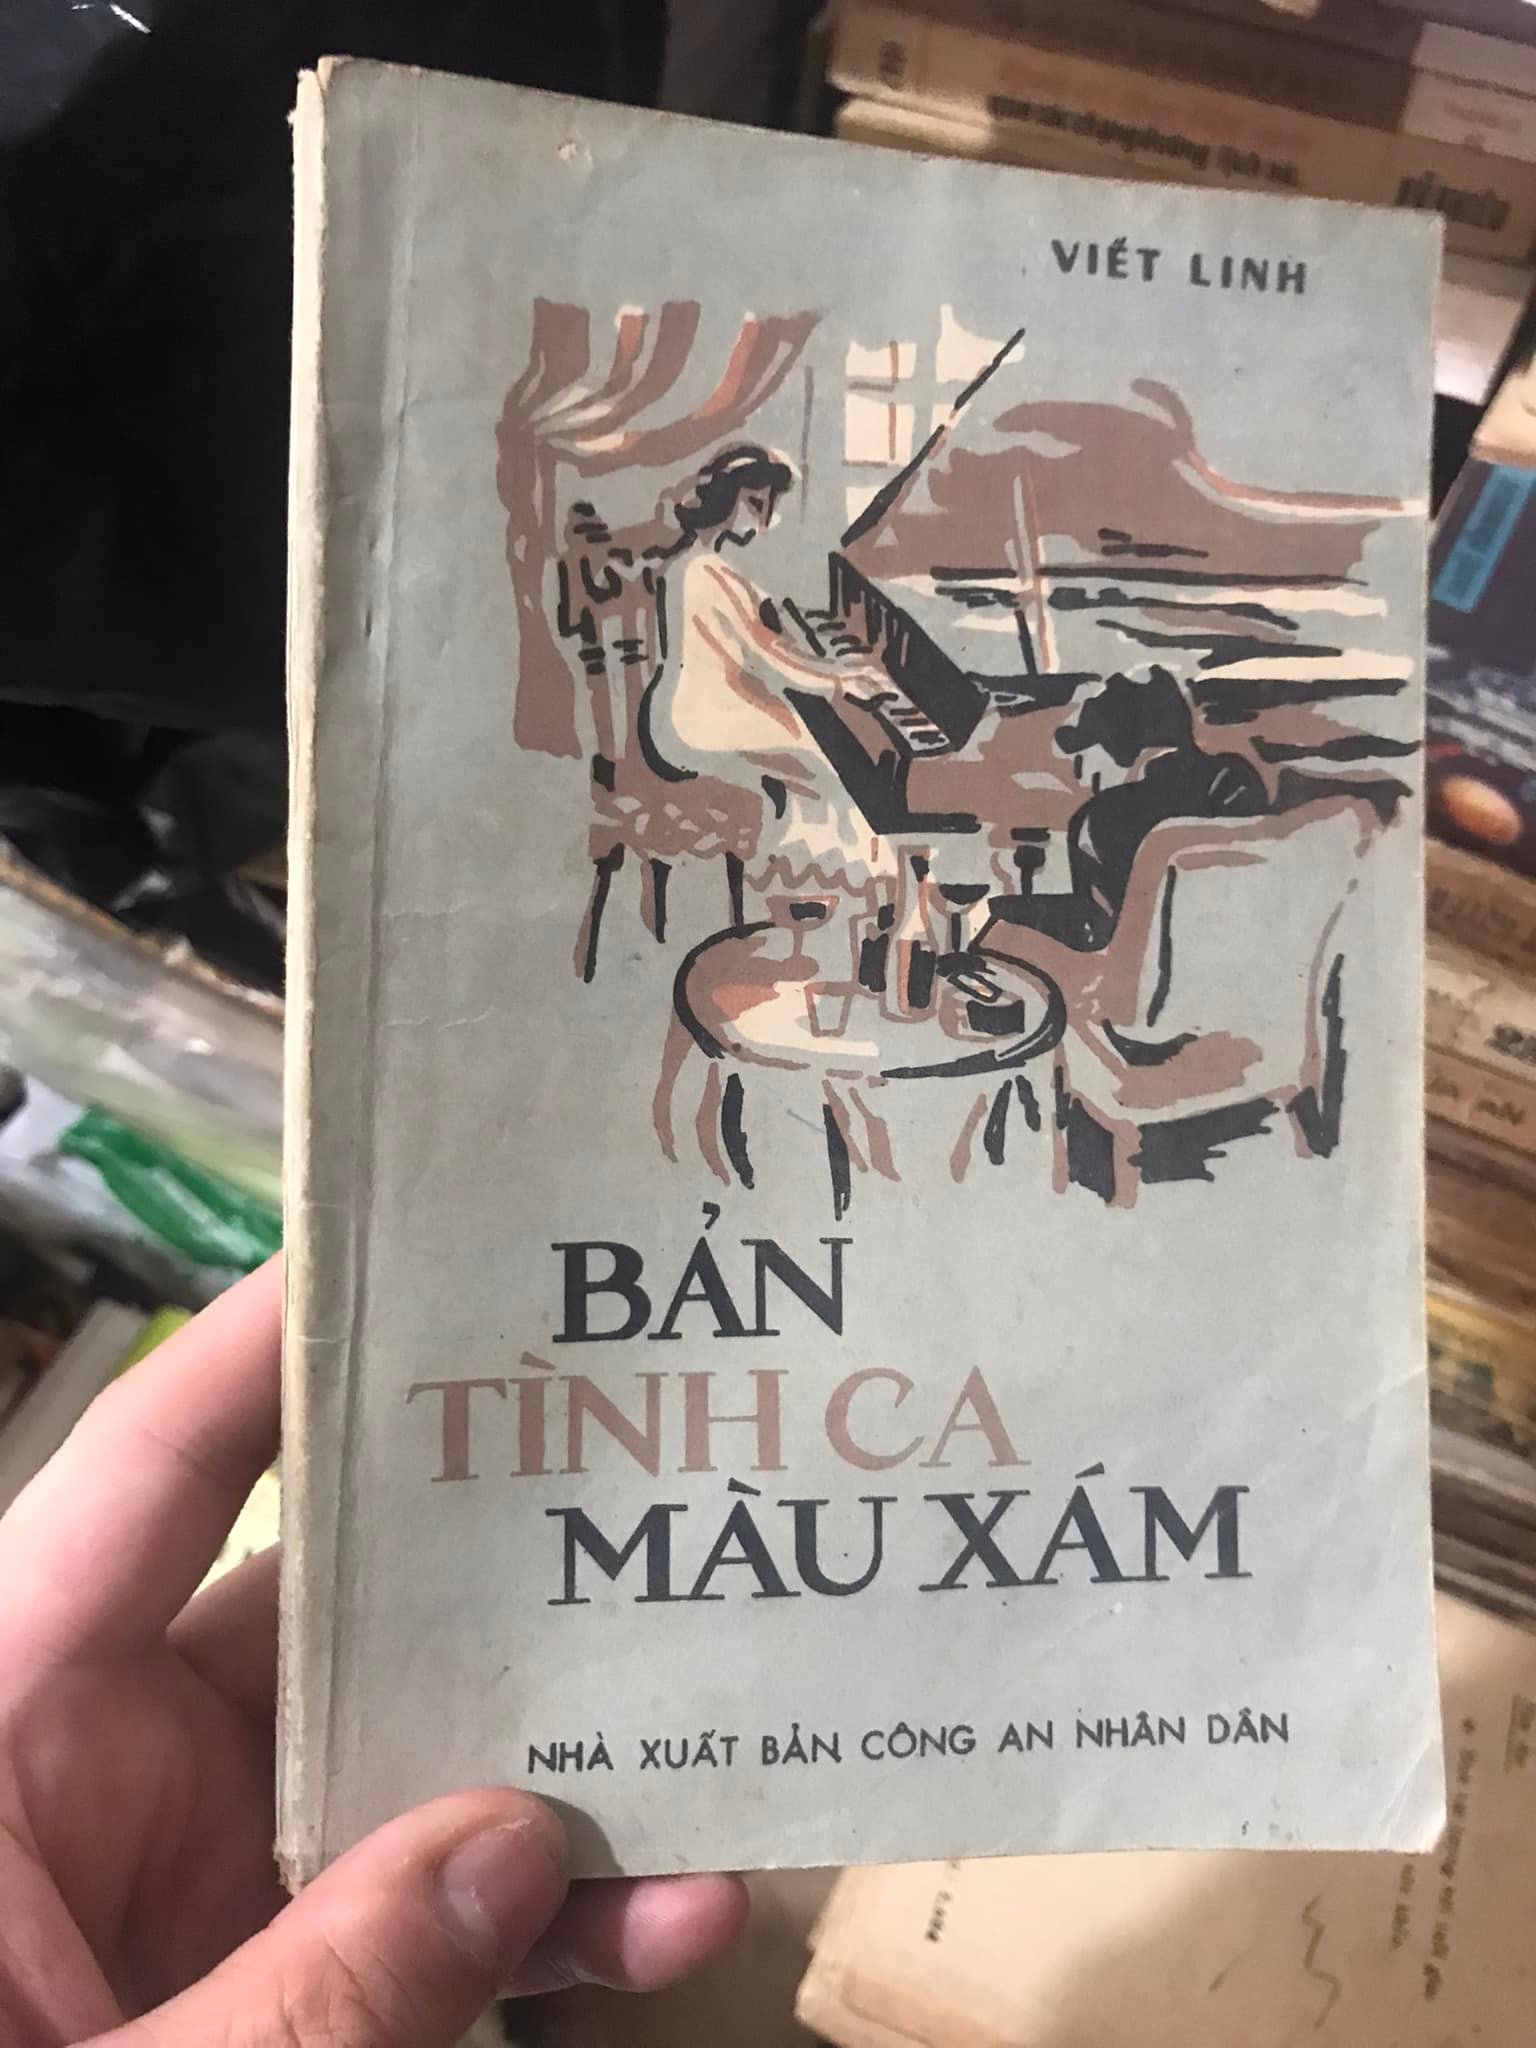 VIẾT LINH
BẢN
TÌNH CA
MÀU XÁM
NHÀ XUẤT BẢN CÔNG AN NHÂN DÂN